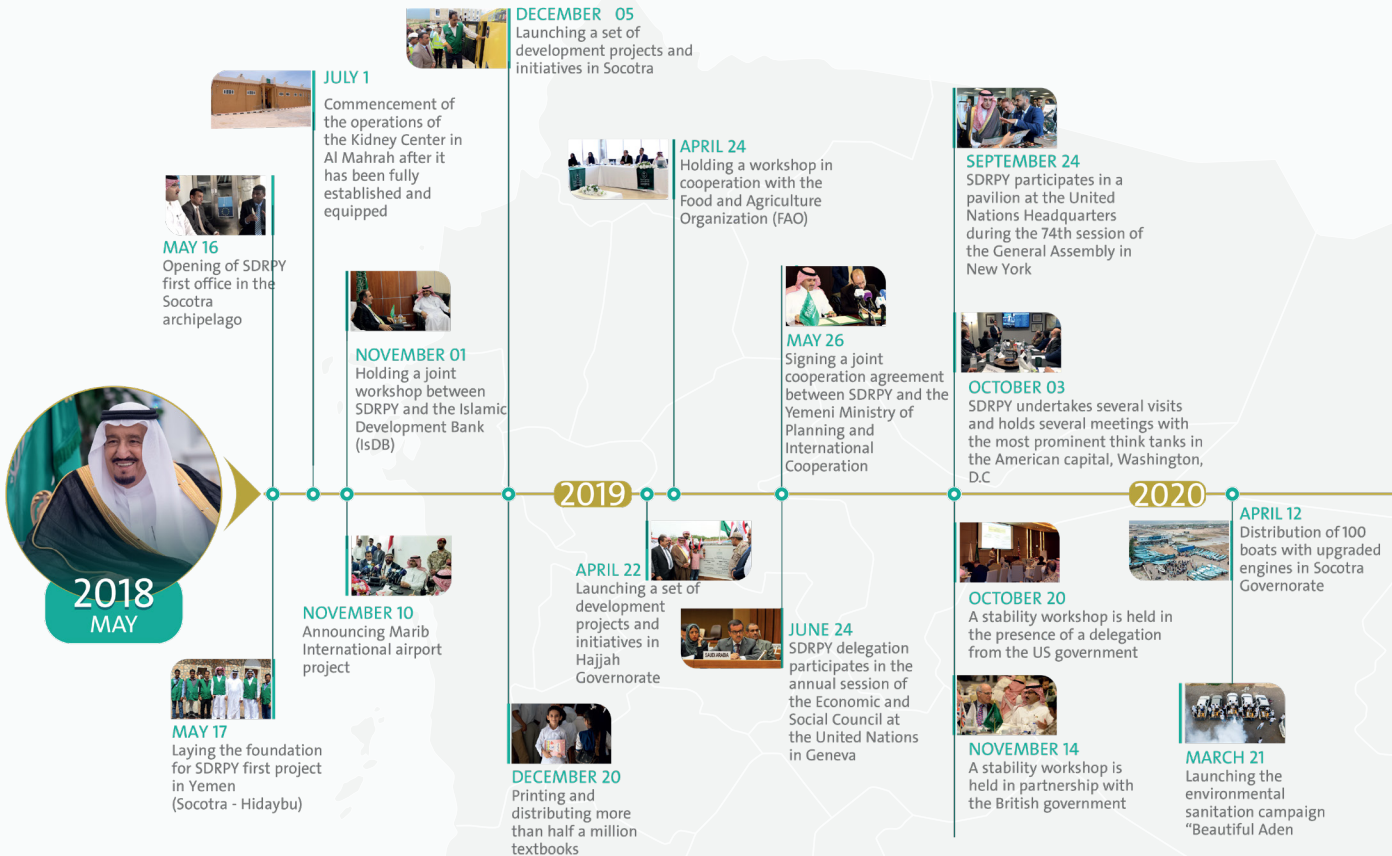 DECEMBER 05
Launching a set of
development projects and
initiatives in Socotra
JULY 1
Commencement of
the operations of
the Kidney Center in
Al Mahrah after it
has been fully
established and
equipped
APRIL 24
Holding a workshop in
cooperation with the
Food and Agriculture
Organization (FAO)
SEPTEMBER 24
SDRPY participates in a
pavilion at the United
Nations Headquarters
during the 74th session of
the General Assembly in
New York
MAY 16
Opening of SDRPY
first office in the
Socotra
archipelago
NOVEMBER 01
Holding a joint
workshop between
SDRPY and the Islamic
Development Bank
(IsDB)
MAY 26
Signing a joint
cooperation agreement
between SDRPY and the
Yemeni Ministry of
Planning and
International
Cooperation
OCTOBER 03
SDRPY undertakes several visits
and holds several meetings with
the most prominent think tanks in
the American capital, Washington,
D.C
2019
2020
2018
MAY
NOVEMBER 10
Announcing Marib
International airport
project
APRIL 22
Launching a set of
development
projects and
initiatives in
Hajjah
Governorate
SAUDI ARABIA
JUNE 24
SDRPY delegation
participates in the
annual session of
the Economic and
Social Council at
the United Nations
in Geneva
OCTOBER 20
A stability workshop is held in
the presence of a delegation
from the US government
APRIL 12
Distribution of 100
boats with upgraded
engines in Socotra
Governorate
MAY 17
Laying the foundation
for SDRPY first project
in Yemen
(Socotra - Hidaybu)
DECEMBER 20
Printing and
distributing more
than half a million
textbooks
NOVEMBER 14
A stability workshop is
held in partnership with
the British government
MARCH 21
Launching the
environmental
sanitation campaign
“Beautiful Aden